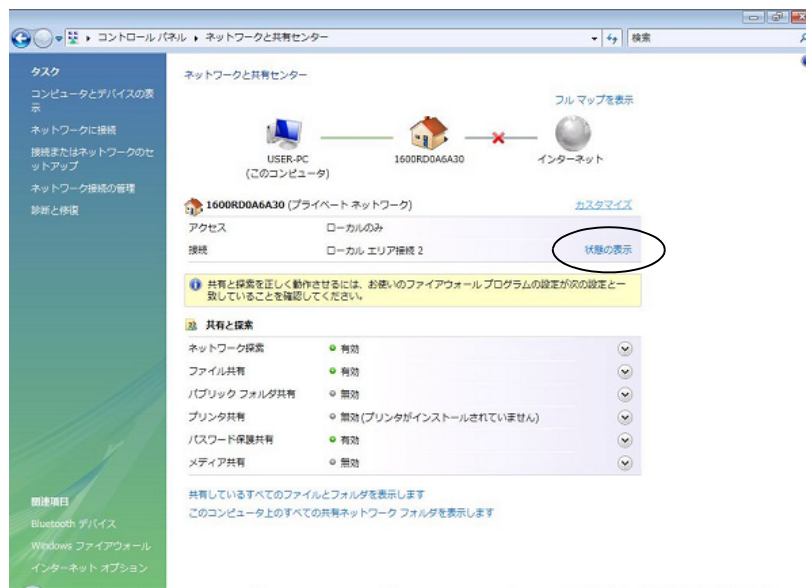 コントロール パネル ▸ ネットワークと共有センター
検索
タスク
コンピュータとデバイスの表
示
ネットワークに接続
接続またはネットワークのセ
ットアップ
ネットワーク接続の管理
診断と修復
ネットワークと共有センター
フル マップを表示
USER-PC
(このコンピュータ)
1600RD0A6A30
インターネット
1600RD0A6A30 (プライベート ネットワーク)
カスタマイズ
アクセス ローカルのみ
接続 ローカル エリア接続 2 状態の表示
共有と探索を正しく動作させるには、お使いのファイアウォール プログラムの設定が次の設定と一
致していることを確認してください。
共有と探索
ネットワーク探索 有効
ファイル共有 有効
パブリック フォルダ共有 無効
プリンタ共有 無効 (プリンタがインストールされていません)
パスワード保護共有 有効
メディア共有 無効
共有しているすべてのファイルとフォルダを表示します
このコンピュータ上のすべての共有ネットワーク フォルダを表示します
関連項目
Bluetooth デバイス
Windows ファイアウォール
インターネット オプション